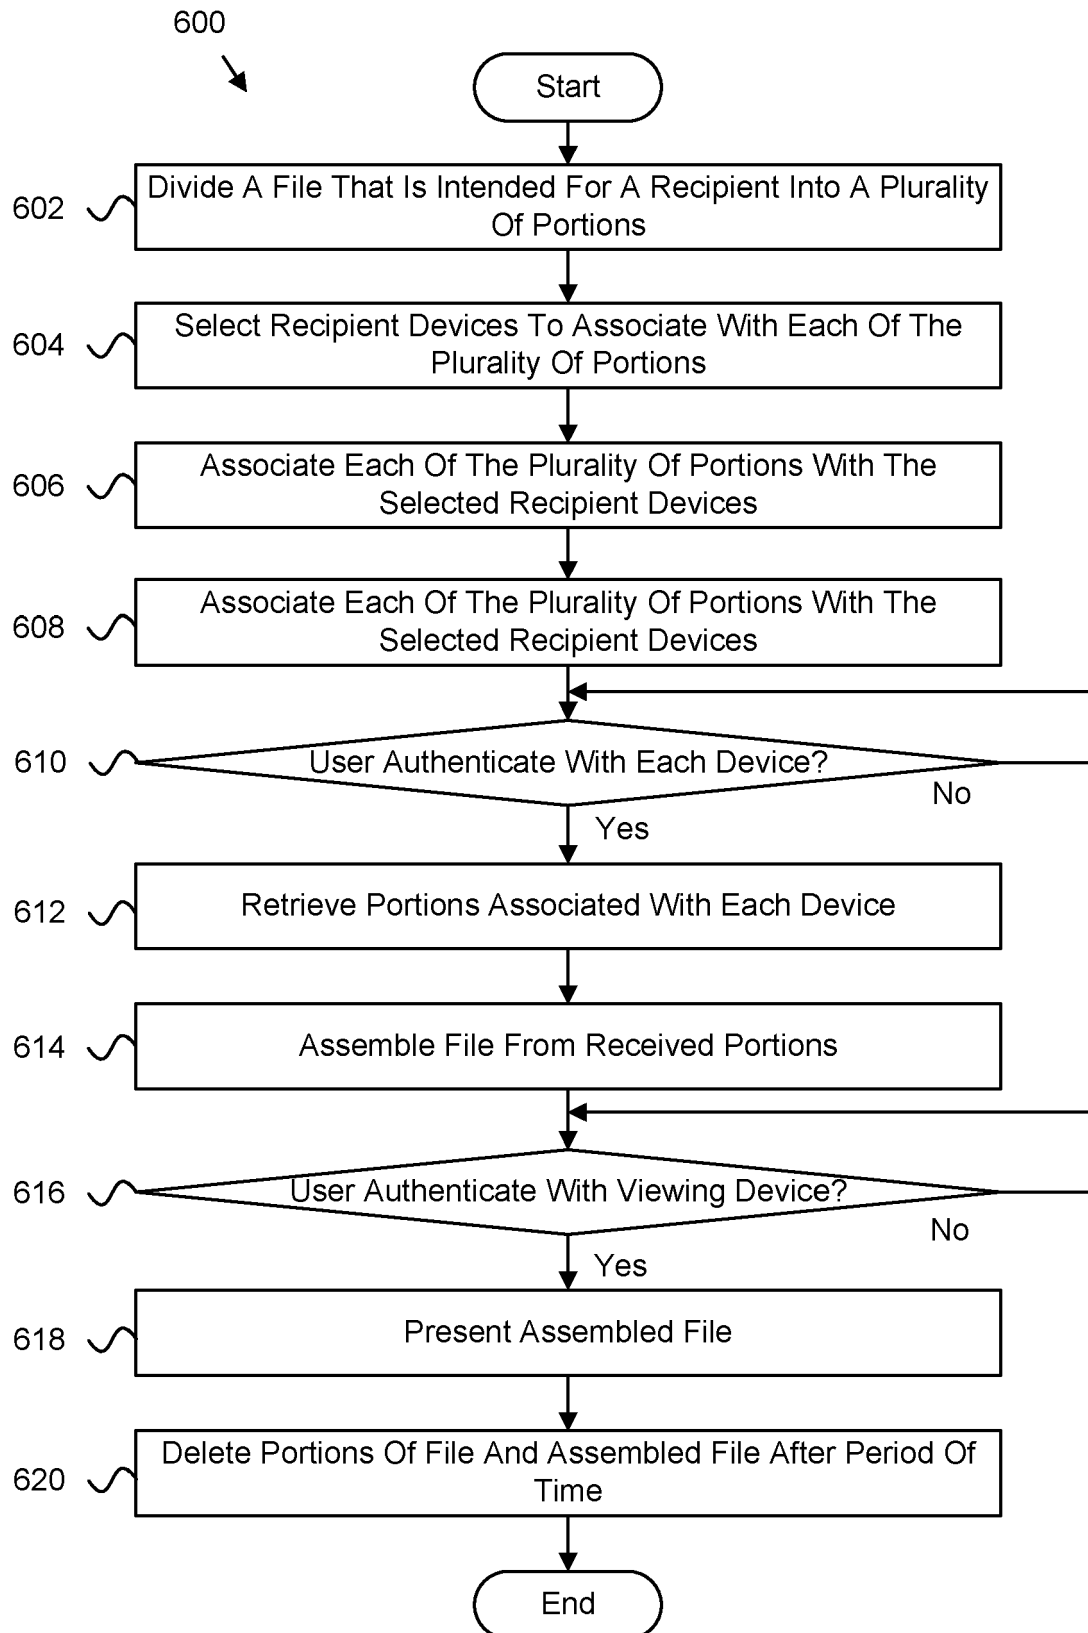 600
Start
602
Divide A File That Is Intended For A Recipient Into A Plurality
Of Portions
604
Select Recipient Devices To Associate With Each Of The
Plurality Of Portions
606
Associate Each Of The Plurality Of Portions With The
Selected Recipient Devices
608
Associate Each Of The Plurality Of Portions With The
Selected Recipient Devices
610
User Authenticate With Each Device?
No
Yes
612
Retrieve Portions Associated With Each Device
614
Assemble File From Received Portions
616
User Authenticate With Viewing Device?
No
Yes
618
Present Assembled File
620
Delete Portions Of File And Assembled File After Period Of
Time
End